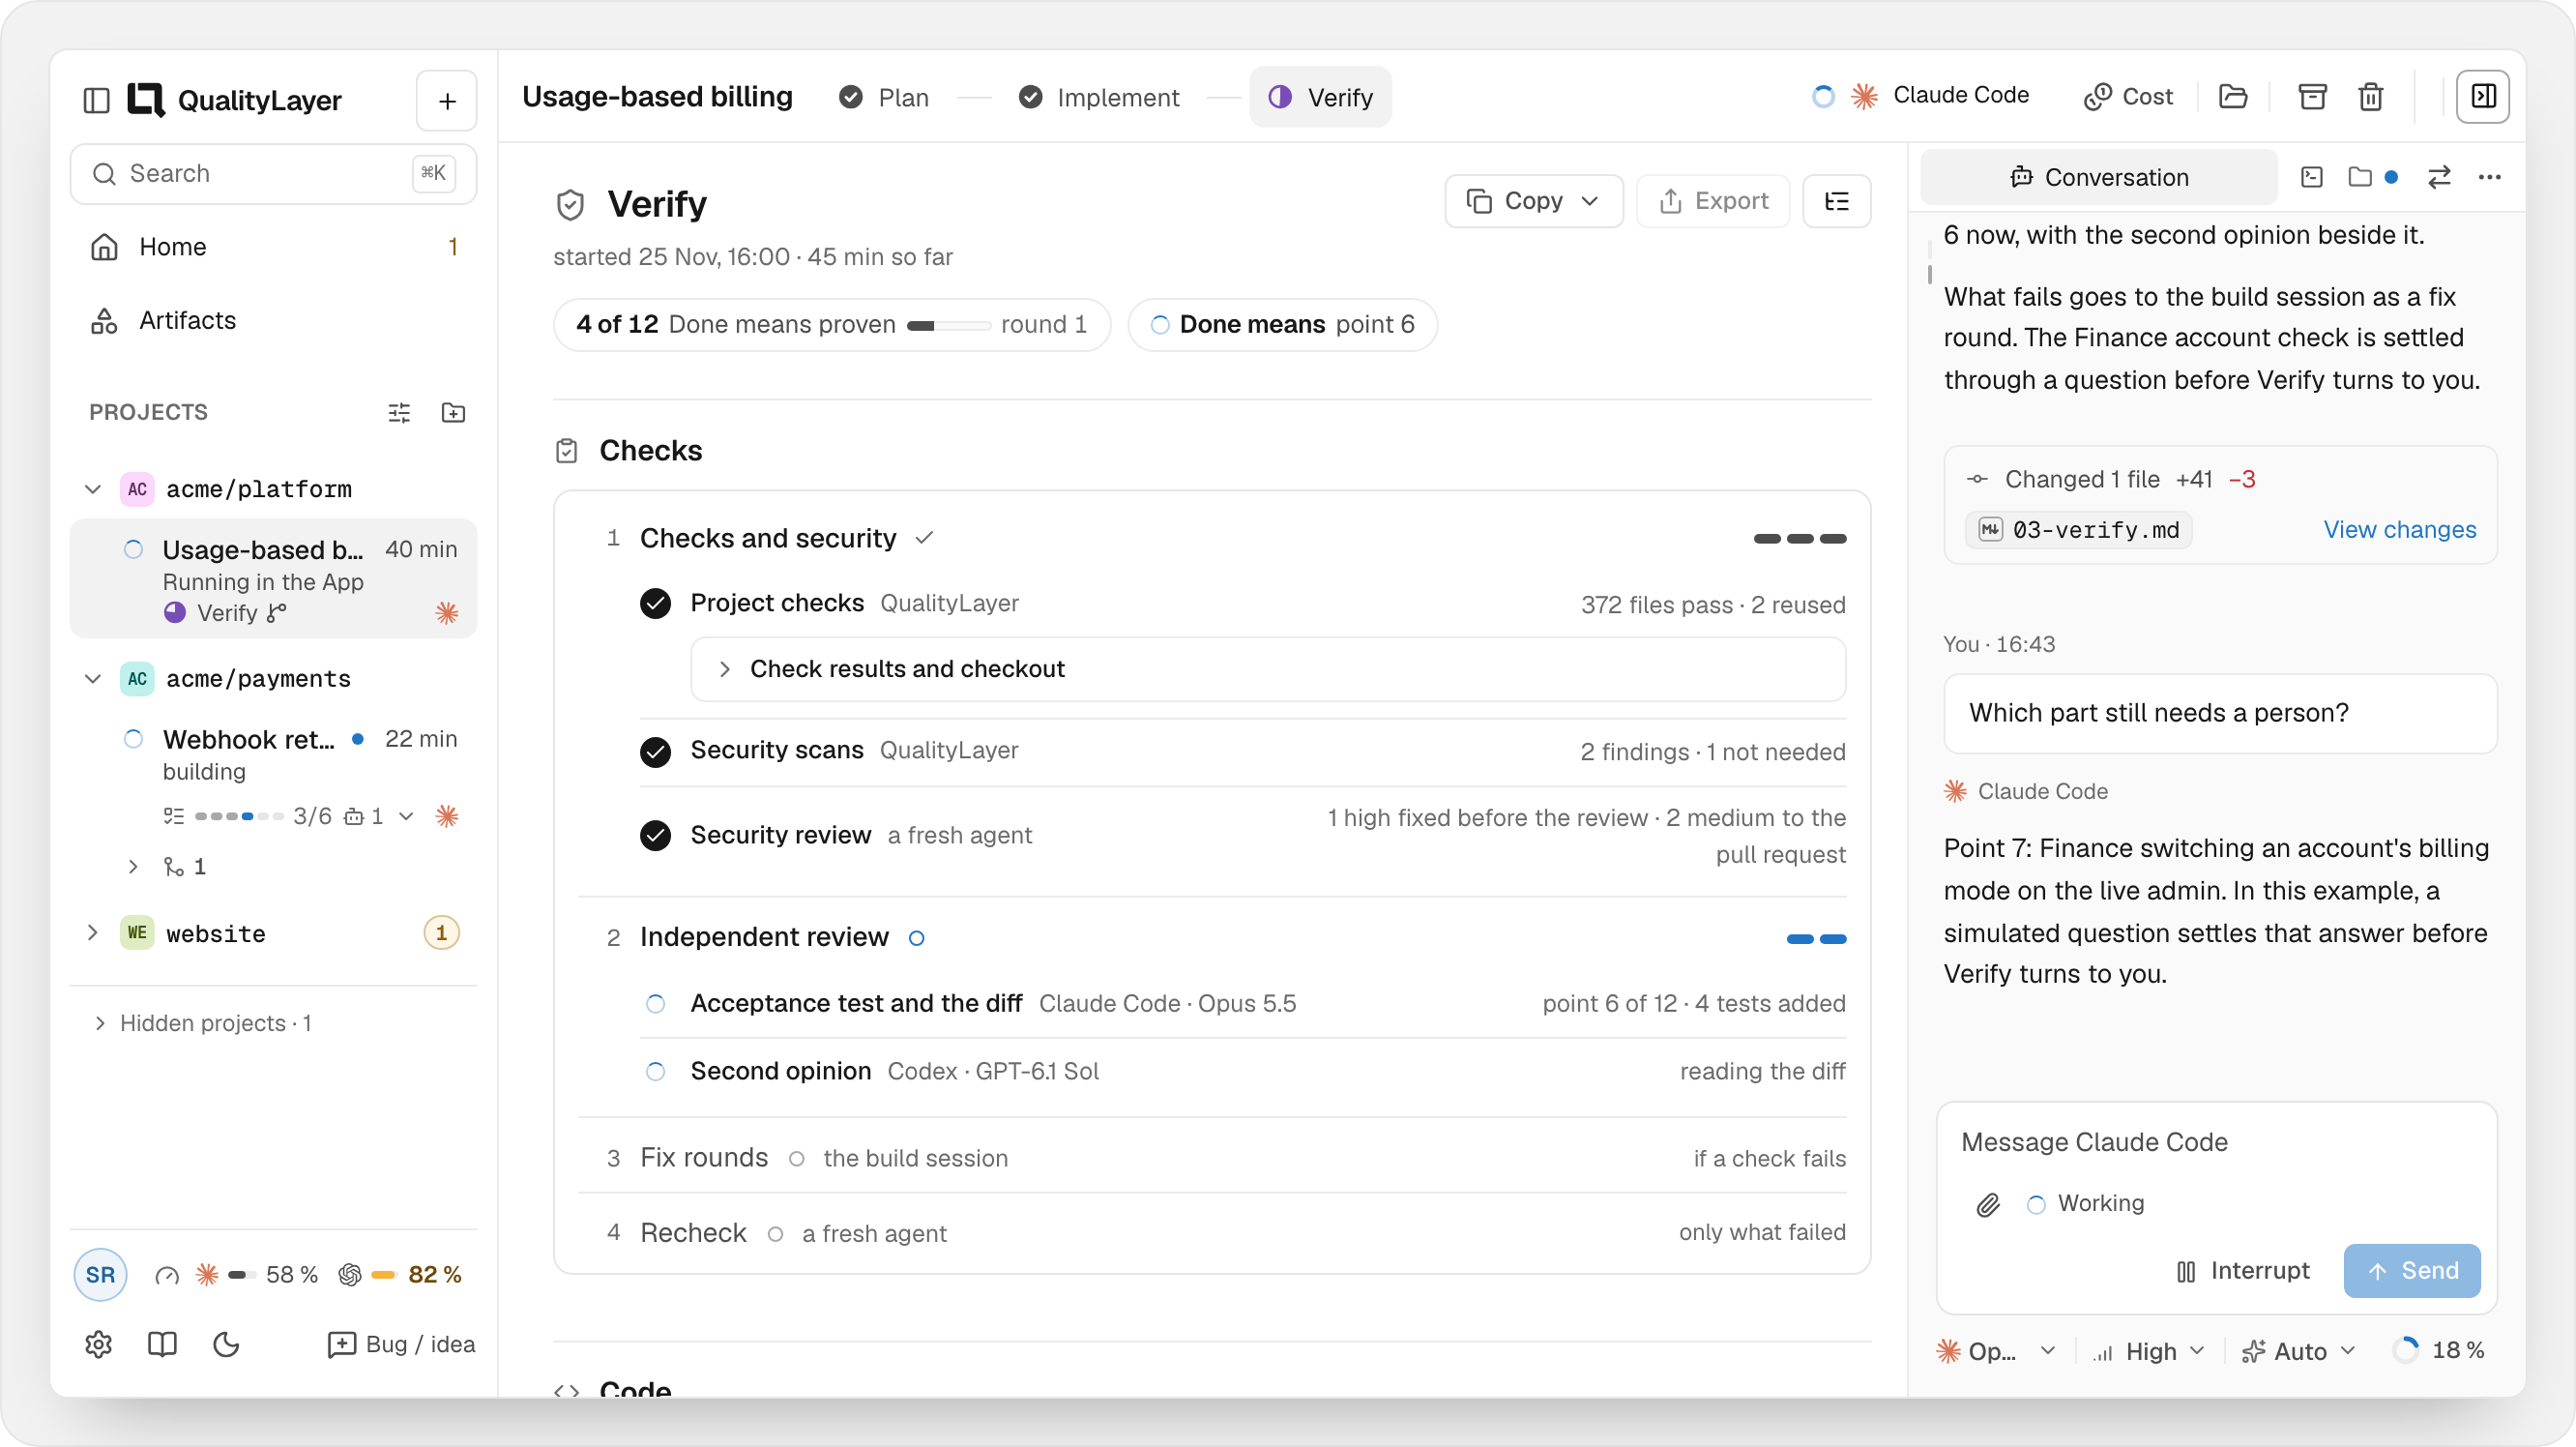 QualityLayer
+
Search ⌘K
Home 1
Artifacts
PROJECTS
AC acme/platform
Usage-based b... 40 min
Running in the App
Verify
AC acme/payments
Webhook ret... 22 min
building
3/6 1
1
WE website 1
Hidden projects · 1
SR 58 % 82 %
Bug / idea
Usage-based billing Plan Implement Verify
Claude Code Cost
Verify
Copy Export
started 25 Nov, 16:00 · 45 min so far
4 of 12 Done means proven round 1
Done means point 6
Checks
1 Checks and security
Project checks QualityLayer 372 files pass · 2 reused
Check results and checkout
Security scans QualityLayer 2 findings · 1 not needed
Security review a fresh agent 1 high fixed before the review · 2 medium to the
pull request
2 Independent review
Acceptance test and the diff Claude Code · Opus 5.5 point 6 of 12 · 4 tests added
Second opinion Codex · GPT-6.1 Sol reading the diff
3 Fix rounds the build session if a check fails
4 Recheck a fresh agent only what failed
Code
Conversation
6 now, with the second opinion beside it.
What fails goes to the build session as a fix
round. The Finance account check is settled
through a question before Verify turns to you.
Changed 1 file +41 −3
M↓ 03-verify.md View changes
You · 16:43
Which part still needs a person?
Claude Code
Point 7: Finance switching an account's billing
mode on the live admin. In this example, a
simulated question settles that answer before
Verify turns to you.
Message Claude Code
Working
Interrupt Send
Op... High Auto 18 %